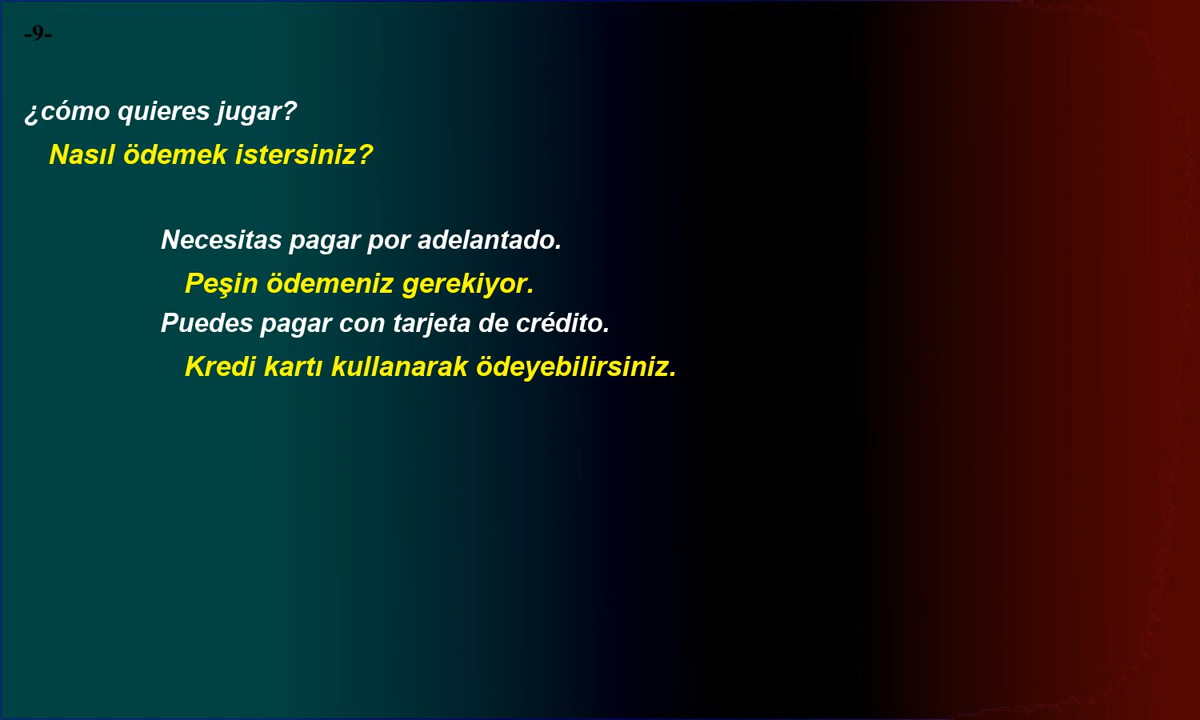 -9-
¿cómo quieres jugar?
Nasıl ödemek istersiniz?
Necesitas pagar por adelantado.
Peşin ödemeniz gerekiyor.
Puedes pagar con tarjeta de crédito.
Kredi kartı kullanarak ödeyebilirsiniz.